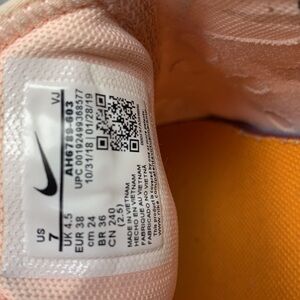 VJ
AH6789-603
UPC 00192499368577
10/31/18 | 01/28/19
US
7
UK 4.5
EUR 38
cm 24
BR 36
CN 240
(2.5)
MADE IN VIETNAM
HECHO EN VIETNAM
FABRIQUÉ AU VIETNAM
FABRICADO DO VIETNÃ